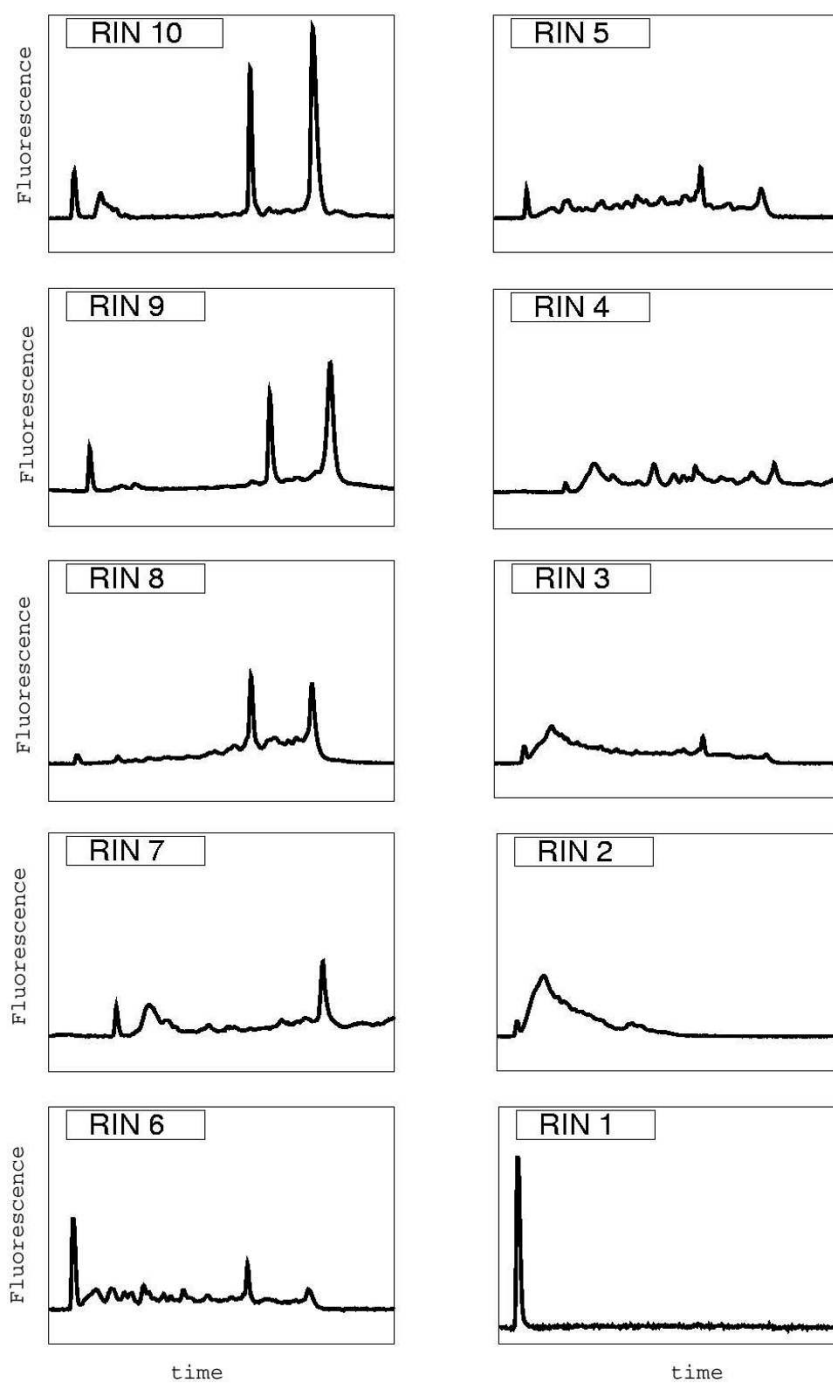 RIN 10
Fluorescence
RIN 9
Fluorescence
RIN 8
Fluorescence
RIN 7
Fluorescence
RIN 6
Fluorescence
time
RIN 5
RIN 4
RIN 3
RIN 2
RIN 1
time